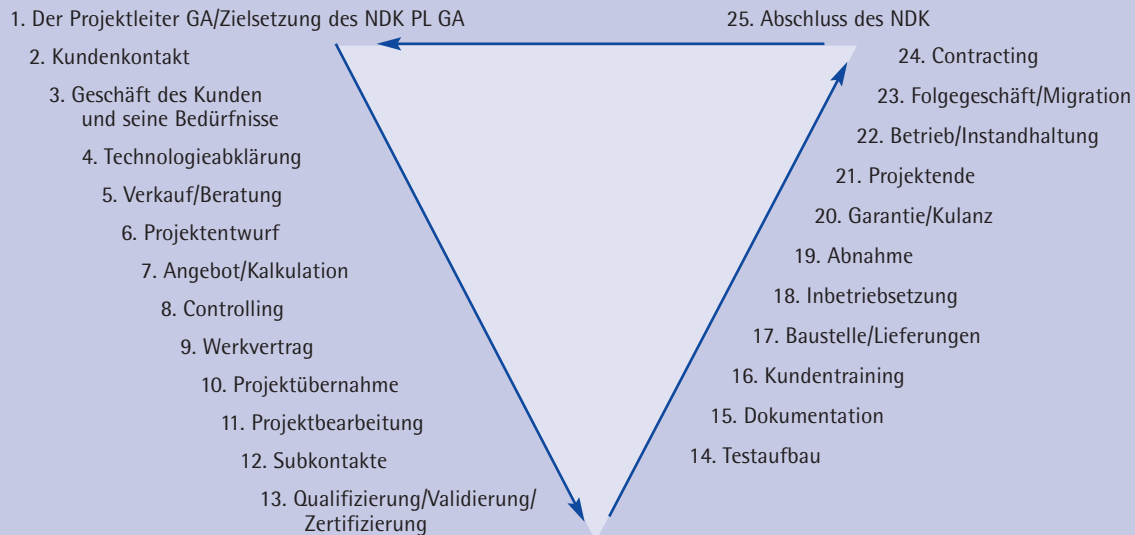 1. Der Projektleiter GA/Zielsetzung des NDK PL GA
2. Kundenkontakt
3. Geschäft des Kunden
und seine Bedürfnisse
4. Technologieabklärung
5. Verkauf/Beratung
6. Projektentwurf
7. Angebot/Kalkulation
8. Controlling
9. Werkvertrag
10. Projektübernahme
11. Projektbearbeitung
12. Subkontakte
13. Qualifizierung/Validierung/
Zertifizierung
14. Testaufbau
15. Dokumentation
16. Kundentraining
17. Baustelle/Lieferungen
18. Inbetriebsetzung
19. Abnahme
20. Garantie/Kulanz
21. Projektende
22. Betrieb/Instandhaltung
23. Folgegeschäft/Migration
24. Contracting
25. Abschluss des NDK